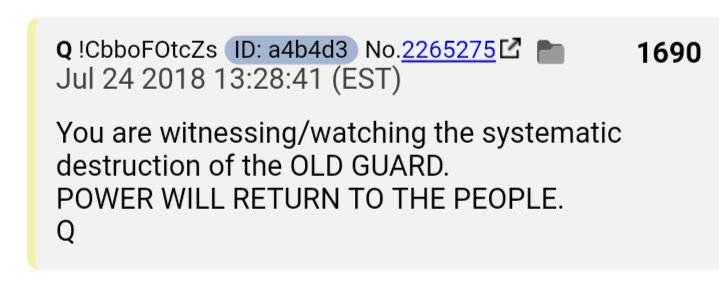 Q !CbboFOtcZs ID: a4b4d3 No.2265275 1690
Jul 24 2018 13:28:41 (EST)
You are witnessing/watching the systematic
destruction of the OLD GUARD.
POWER WILL RETURN TO THE PEOPLE.
Q